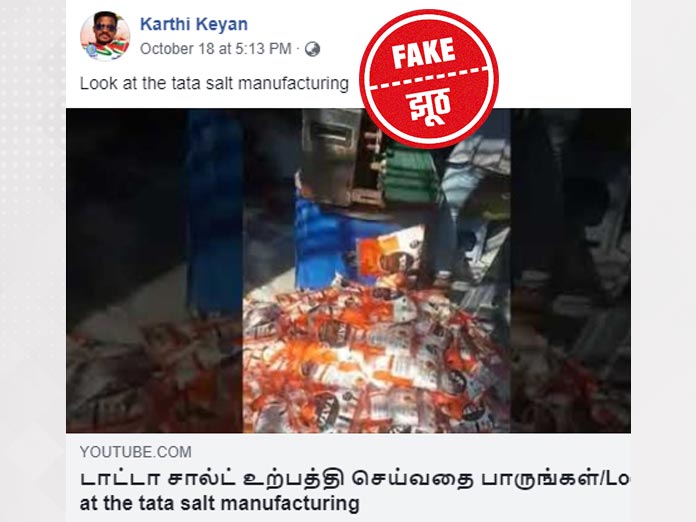 Karthi Keyan
October 18 at 5:13 PM
Look at the tata salt manufacturing
FAKE
झूठ
TATA
YOUTUBE.COM
டாட்டா சால்ட் உற்பத்தி செய்வதை பாருங்கள்/Lo
at the tata salt manufacturing